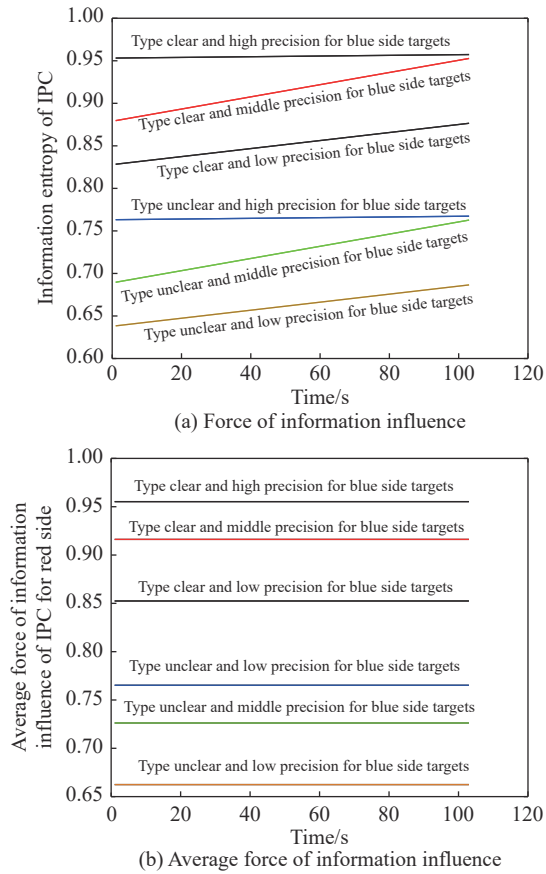 1.00
Type clear and high precision for blue side targets
0.95
0.90
Type clear and middle precision for blue side targets
0.85
Type clear and low precision for blue side targets
0.80
Type unclear and high precision for blue side targets
0.75
0.70
Type unclear and middle precision for blue side targets
0.65
Type unclear and low precision for blue side targets
0.60
Information entropy of IPC
0 20 40 60 80 100 120
Time/s
(a) Force of information influence
1.00
Type clear and high precision for blue side targets
0.95
Type clear and middle precision for blue side targets
0.90
Type clear and low precision for blue side targets
0.85
0.80
Type unclear and low precision for blue side targets
0.75
Type unclear and middle precision for blue side targets
0.70
Type unclear and low precision for blue side targets
0.65
Average force of information
influence of IPC for red side
0 20 40 60 80 100 120
Time/s
(b) Average force of information influence